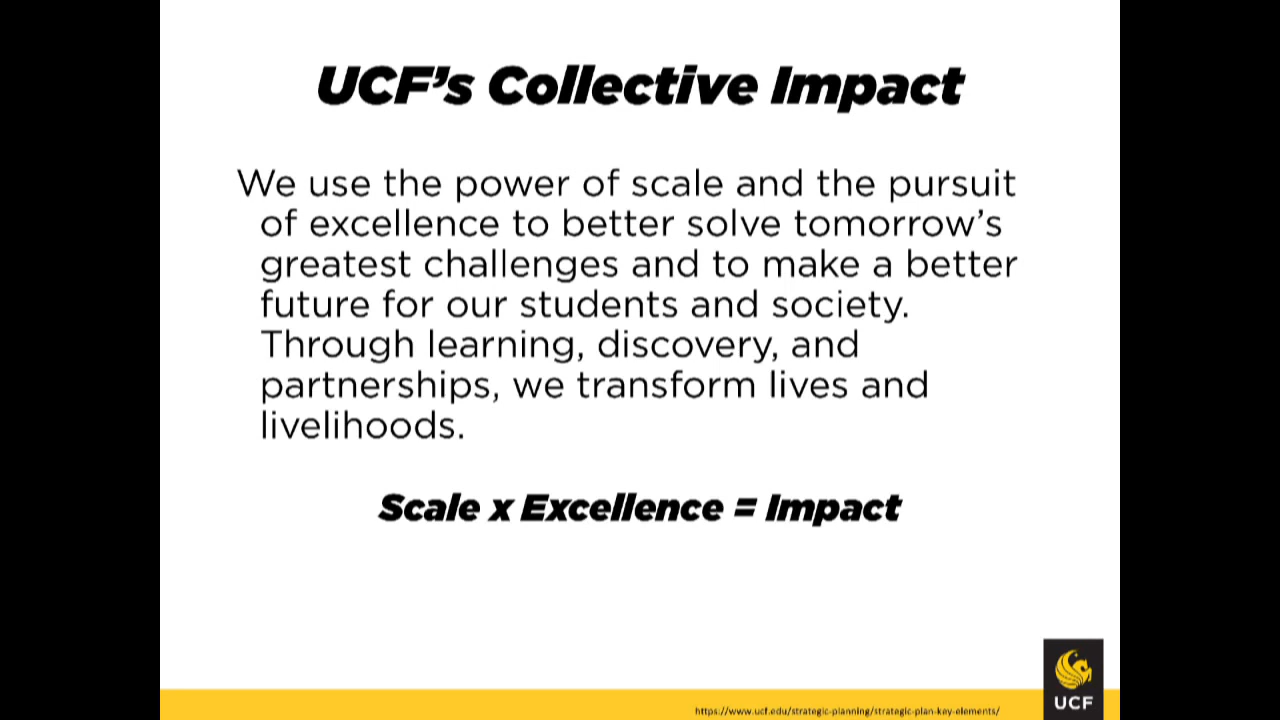 UCF’s Collective Impact
We use the power of scale and the pursuit
of excellence to better solve tomorrow’s
greatest challenges and to make a better
future for our students and society.
Through learning, discovery, and
partnerships, we transform lives and
livelihoods.
Scale x Excellence = Impact
UCF
https://www.ucf.edu/strategic-planning/strategic-plan-key-elements/